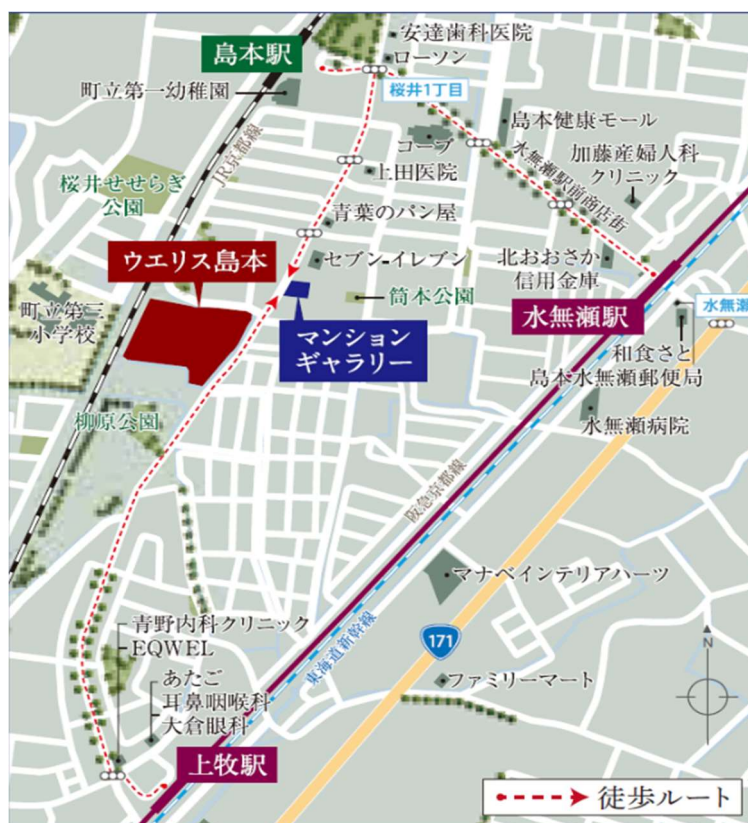 安達歯科医院
ローソン
島本駅
町立第一幼稚園
桜井1丁目
JR京都線
コープ
上田医院
島本健康モール
水無瀬駅前商店街
加藤産婦人科
クリニック
桜井せせらぎ
公園
青葉のパン屋
ウエリス島本
セブン-イレブン
北おおさか
信用金庫
筒本公園
町立第三
小学校
マンション
ギャラリー
水無瀬駅
水無瀬
和食さと
島本水無瀬郵便局
柳原公園
水無瀬病院
阪急京都線
マナベインテリアハーツ
東海道新幹線
171
青野内科クリニック
EQWEL
あたご
耳鼻咽喉科
大倉眼科
ファミリーマート
N
上牧駅
徒歩ルート